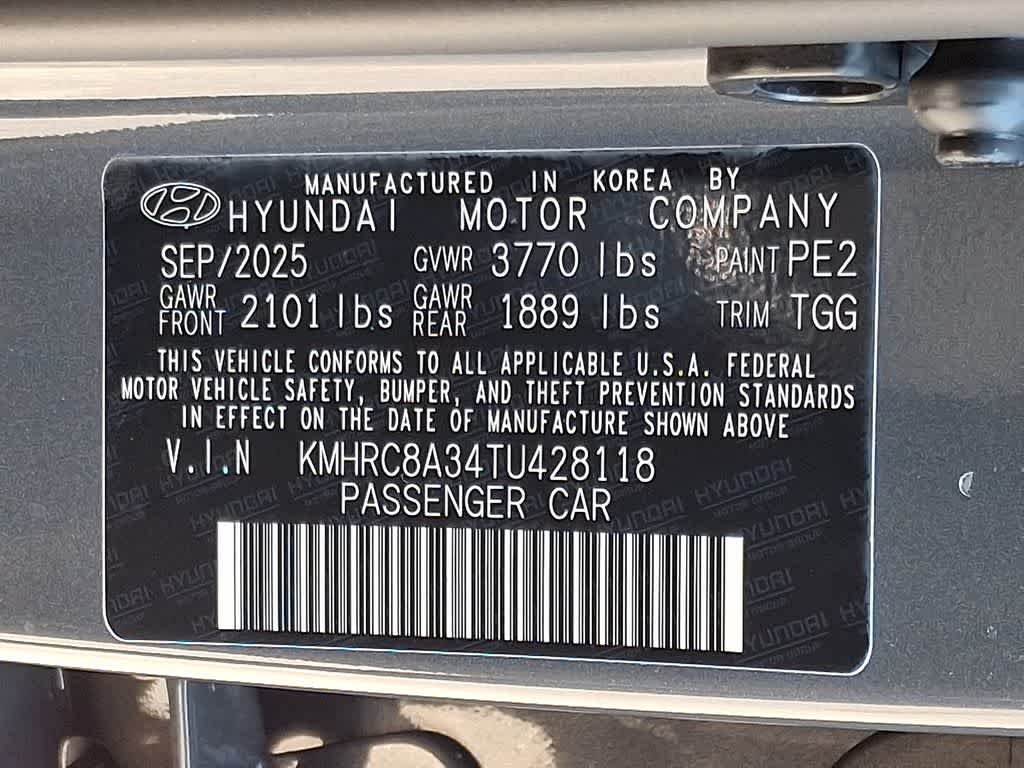 MANUFACTURED IN KOREA BY
HYUNDAI MOTOR COMPANY
SEP/2025 GVWR 3770 lbs PAINT PE2
GAWR FRONT 2101 lbs GAWR REAR 1889 lbs TRIM TGG
THIS VEHICLE CONFORMS TO ALL APPLICABLE U.S.A. FEDERAL
MOTOR VEHICLE SAFETY, BUMPER, AND THEFT PREVENTION STANDARDS
IN EFFECT ON THE DATE OF MANUFACTURE SHOWN ABOVE
V.I.N KMHRC8A34TU428118
PASSENGER CAR